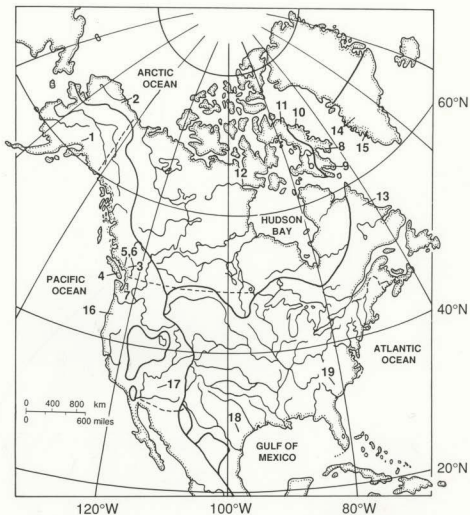 ARCTIC
OCEAN
2
1
60°N
11
10
14
15
8
9
12
13
HUDSON
BAY
5,6
3
4
PACIFIC
OCEAN
40°N
16
ATLANTIC
OCEAN
17
19
0 400 800 km
0 600 miles
18
GULF OF
MEXICO
20°N
120°W
100°W
80°W